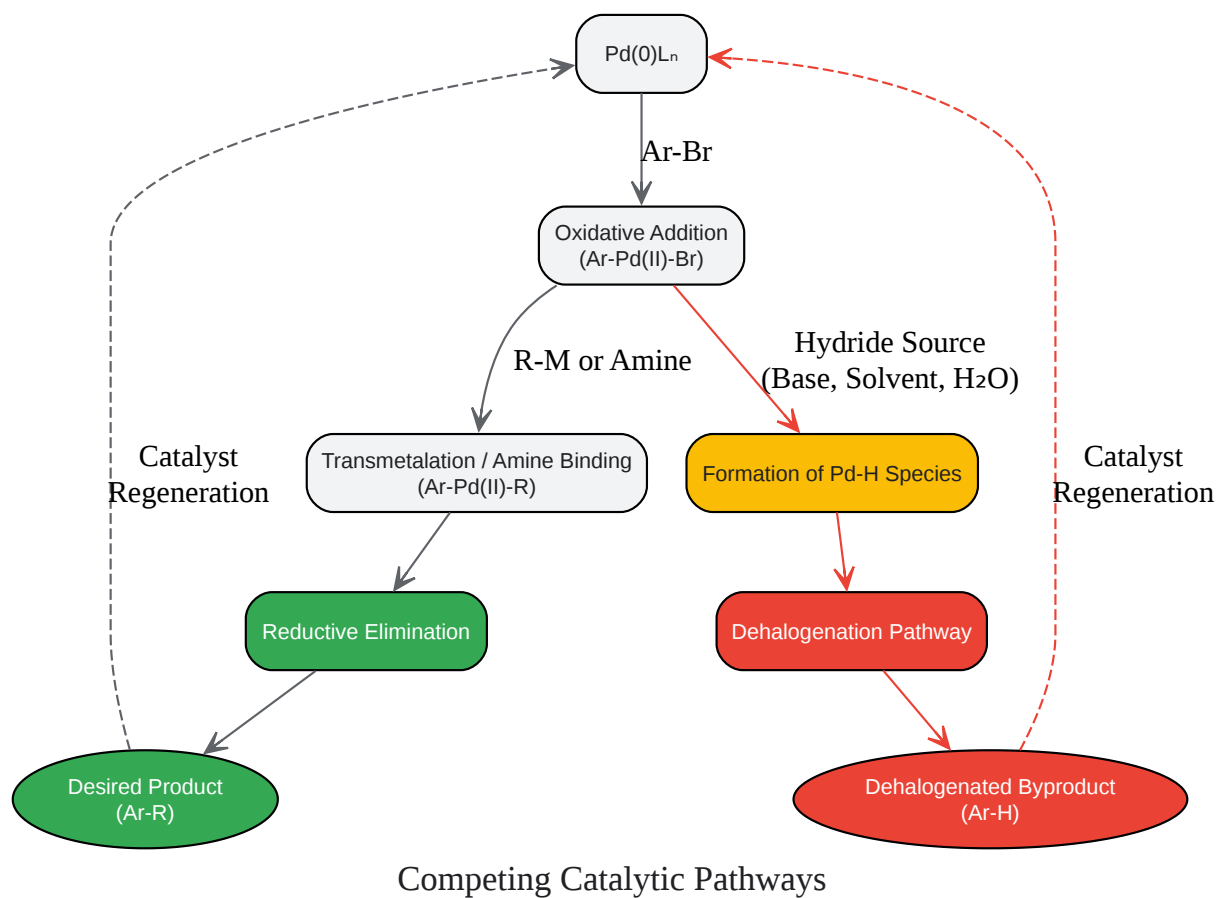 Pd(0)Lₙ
Ar-Br
Oxidative Addition
(Ar-Pd(II)-Br)
R-M or Amine
Hydride Source
(Base, Solvent, H₂O)
Transmetalation / Amine Binding
(Ar-Pd(II)-R)
Formation of Pd-H Species
Catalyst
Regeneration
Catalyst
Regeneration
Reductive Elimination
Dehalogenation Pathway
Desired Product
(Ar-R)
Dehalogenated Byproduct
(Ar-H)
Competing Catalytic Pathways